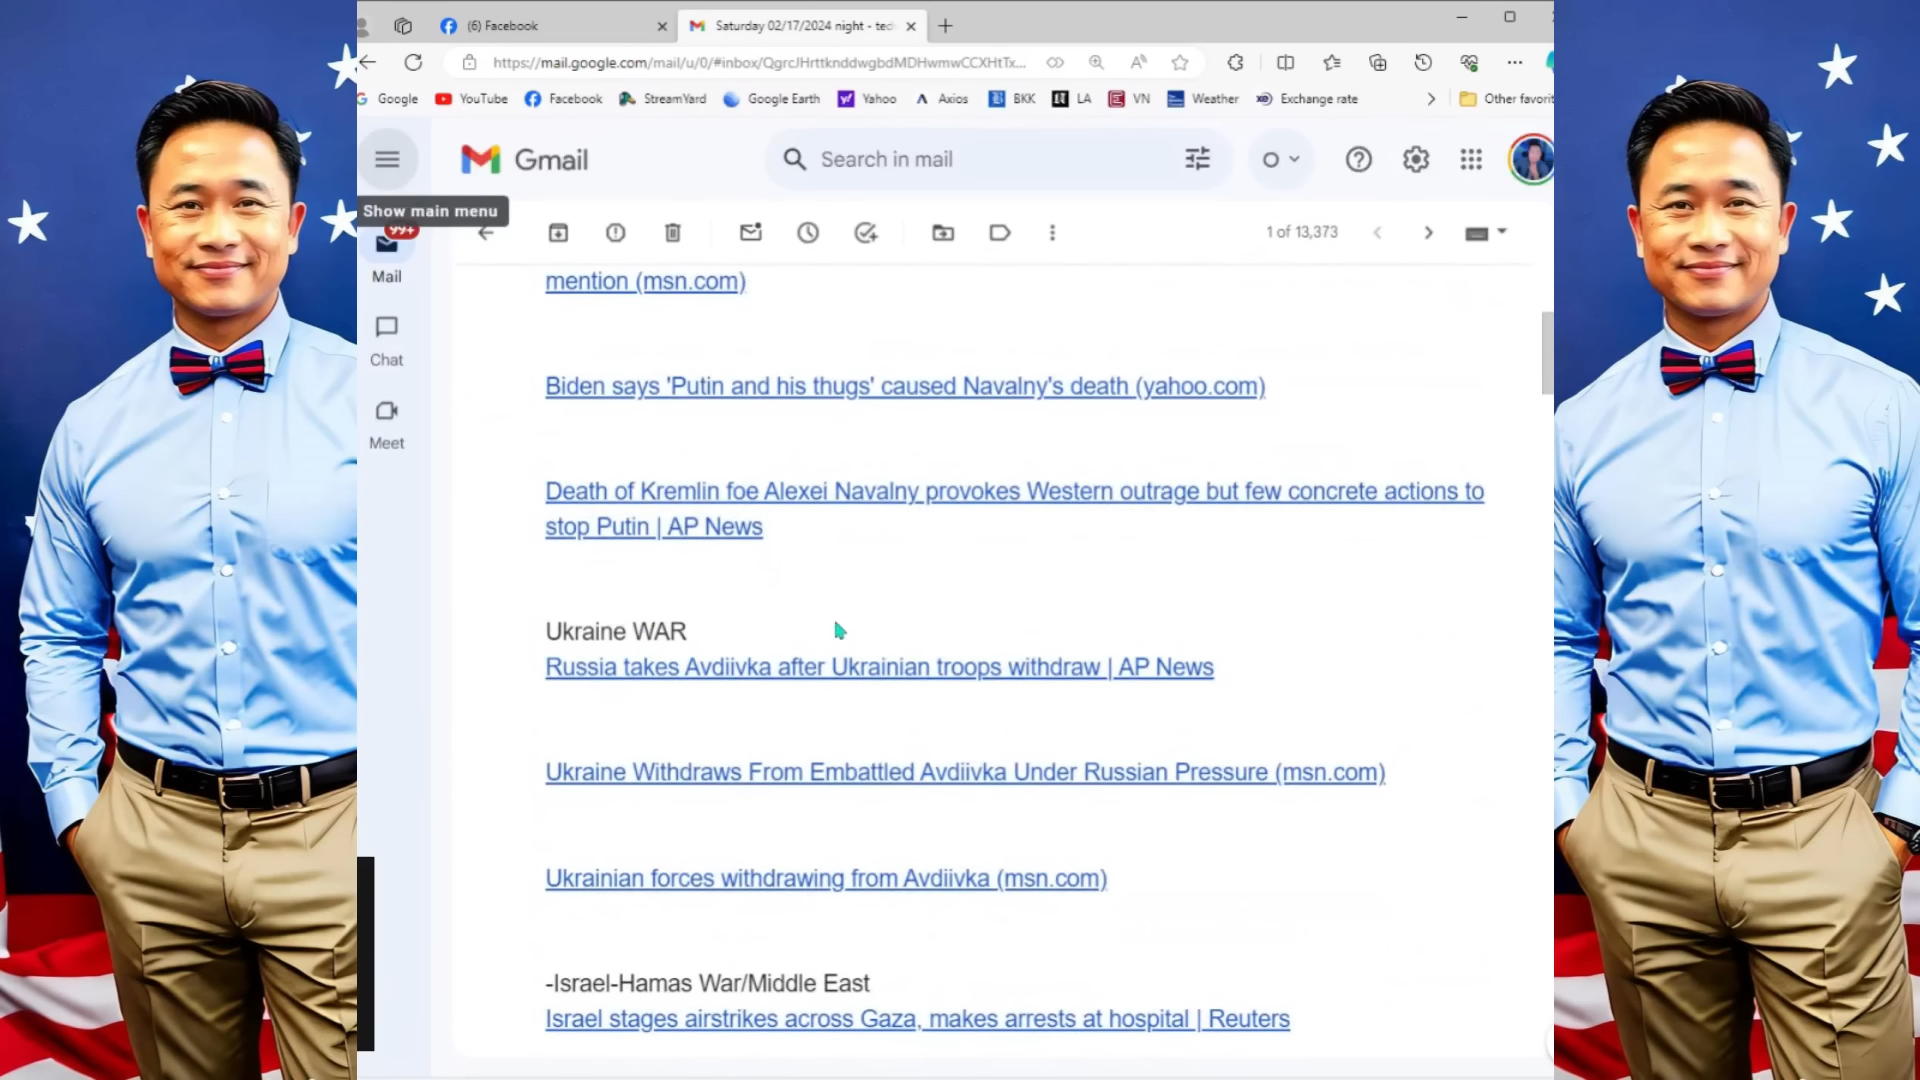 (6) Facebook
Saturday 02/17/2024 night - tec
https://mail.google.com/mail/u/0/#inbox/QgrcJHrttknddwgbdMDHwmwCCXHtTx...
Google YouTube Facebook StreamYard Google Earth Yahoo Axios BKK LA VN Weather Exchange rate Other favorit
Gmail
Search in mail
O
Show main menu
99+
1 of 13,373
Mail
Chat
Meet
mention (msn.com)
Biden says 'Putin and his thugs' caused Navalny's death (yahoo.com)
Death of Kremlin foe Alexei Navalny provokes Western outrage but few concrete actions to
stop Putin | AP News
Ukraine WAR
Russia takes Avdiivka after Ukrainian troops withdraw | AP News
Ukraine Withdraws From Embattled Avdiivka Under Russian Pressure (msn.com)
Ukrainian forces withdrawing from Avdiivka (msn.com)
-Israel-Hamas War/Middle East
Israel stages airstrikes across Gaza, makes arrests at hospital | Reuters